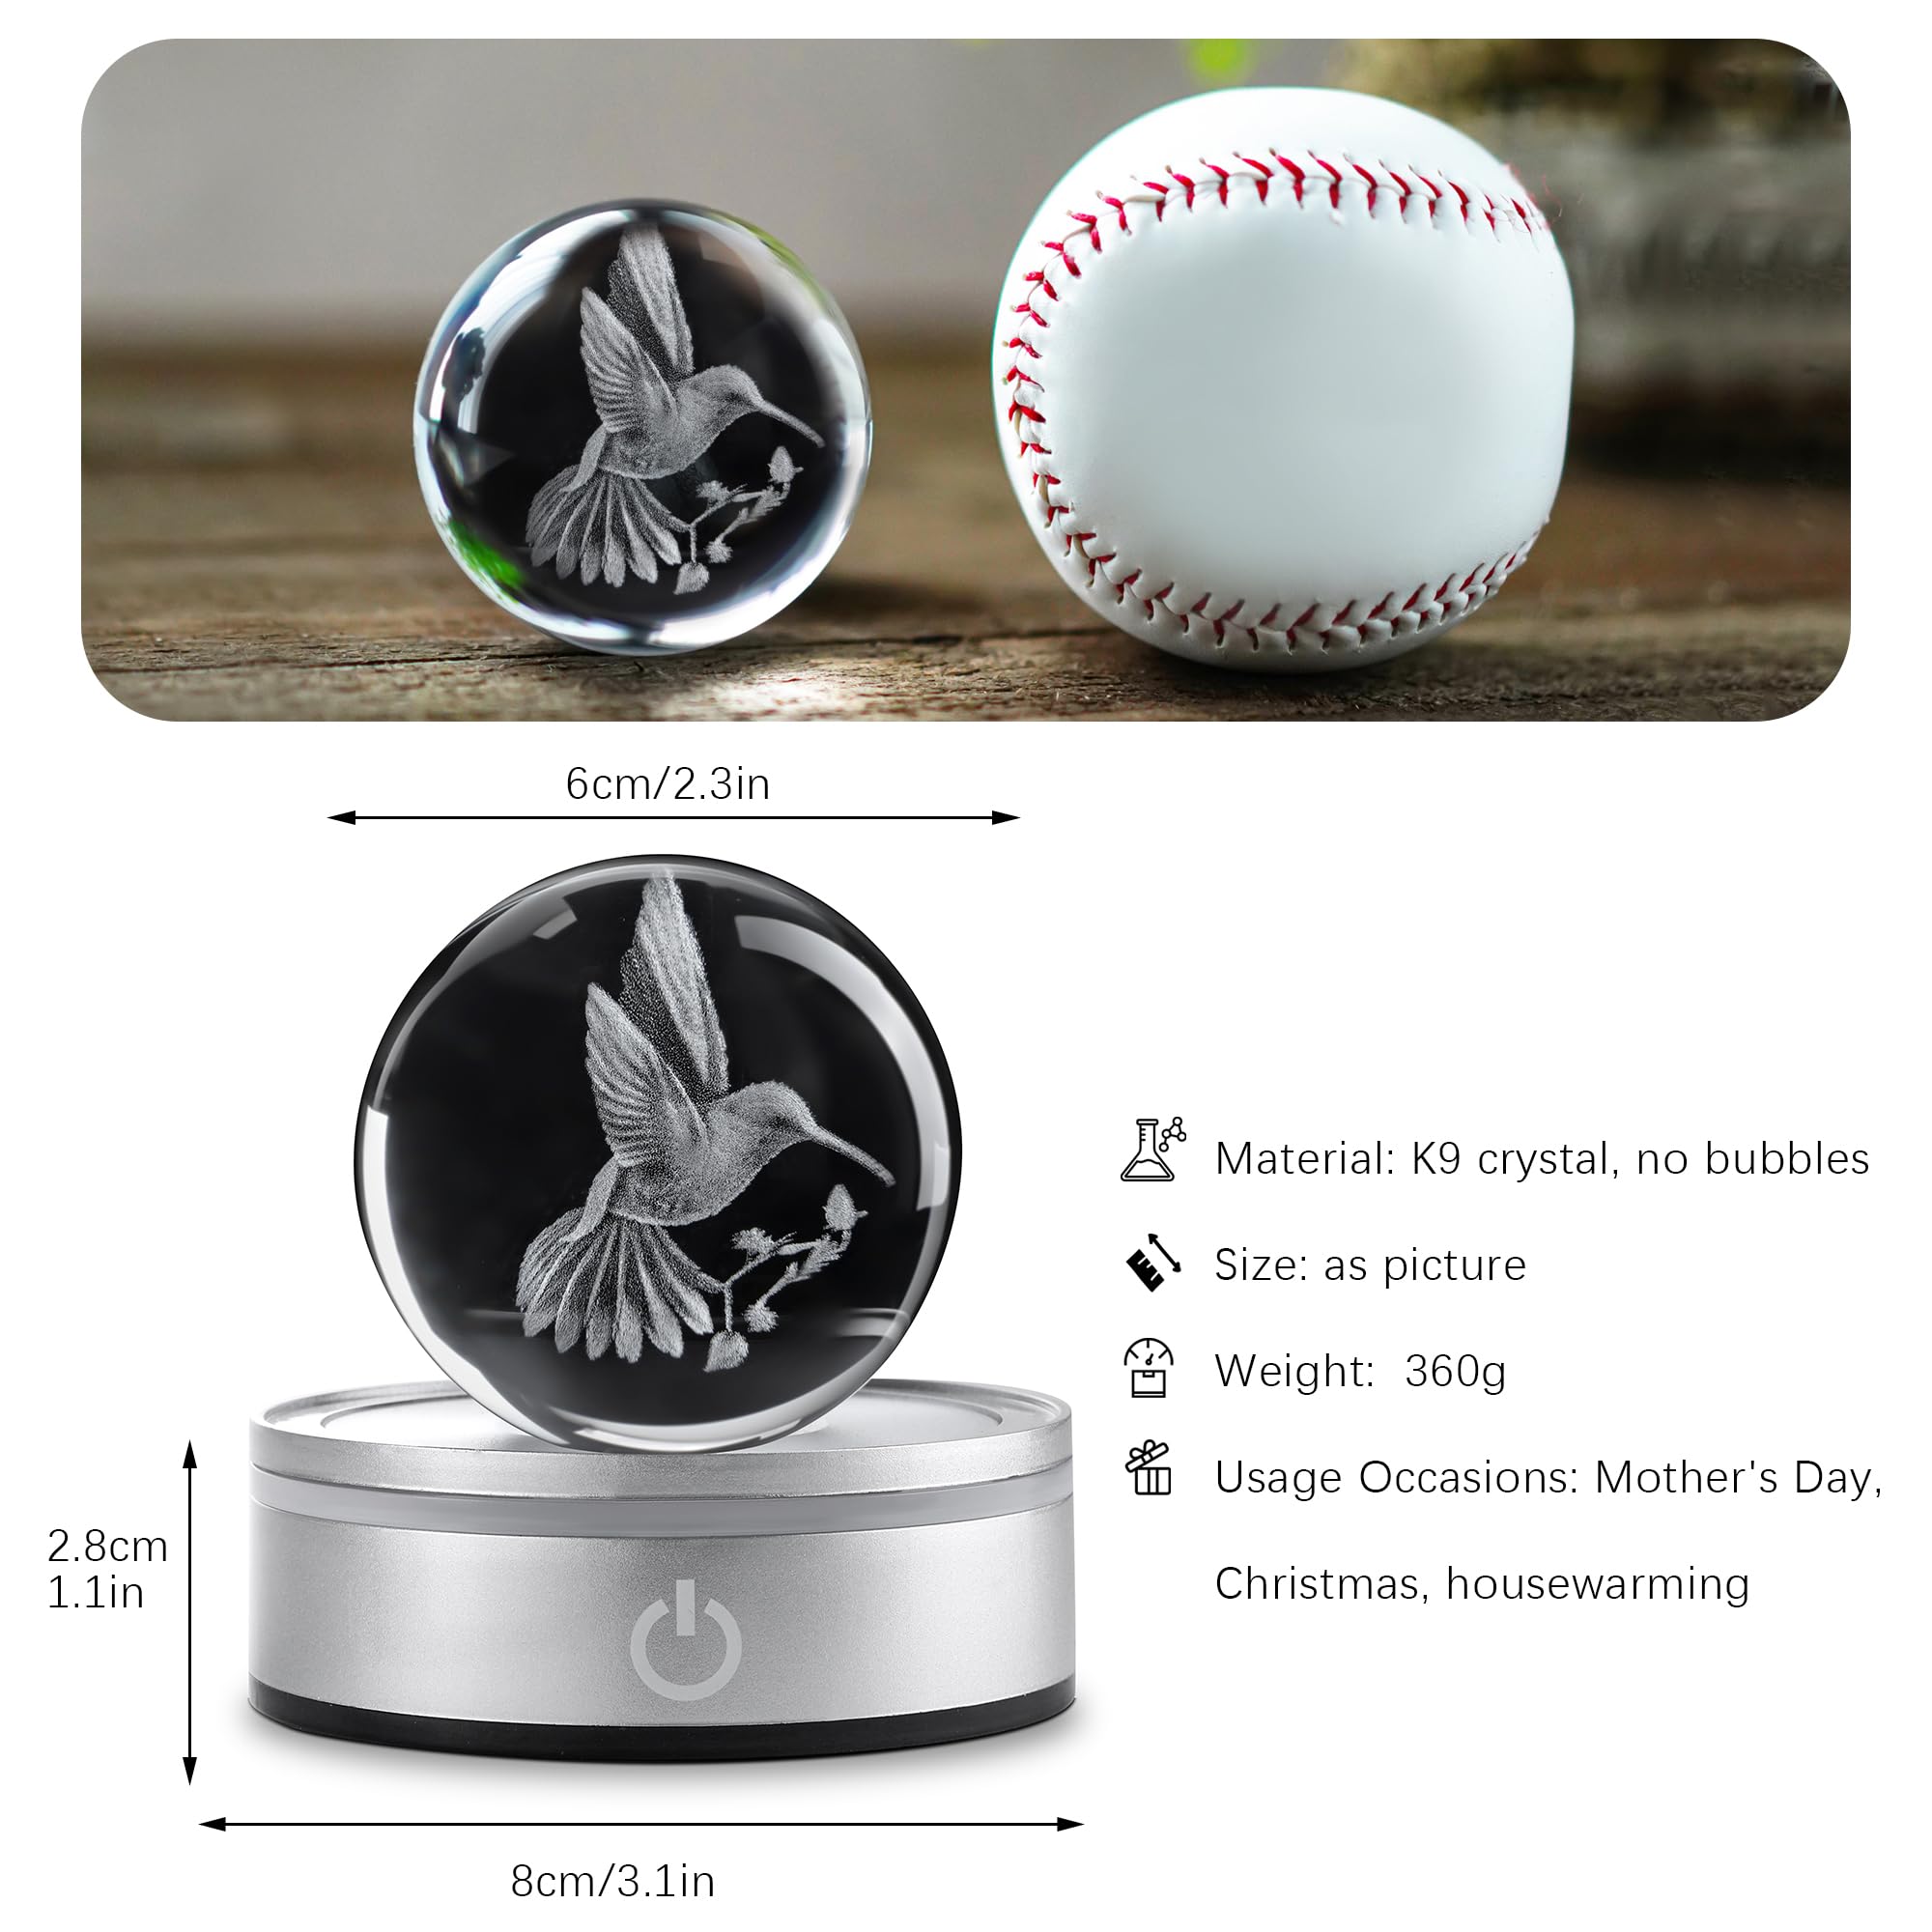 6cm/2.3in
Material: K9 crystal, no bubbles
Size: as picture
Weight: 360g
Usage Occasions: Mother's Day,
Christmas, housewarming
2.8cm
1.1in
8cm/3.1in